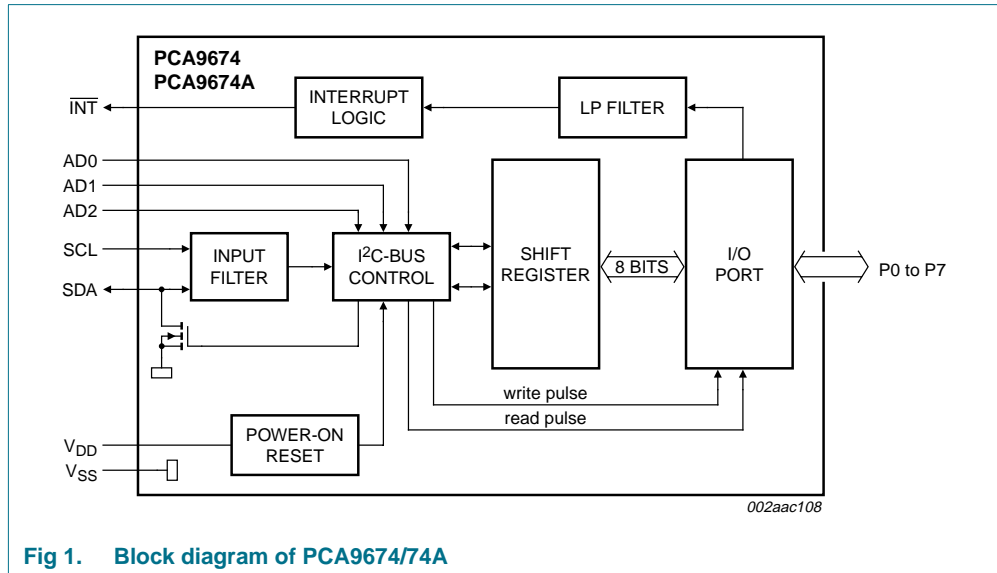 PCA9674
PCA9674A
INT
INTERRUPT
LOGIC
LP FILTER
AD0
AD1
AD2
SCL
SDA
INPUT
FILTER
I²C-BUS
CONTROL
SHIFT
REGISTER
8 BITS
I/O
PORT
P0 to P7
write pulse
read pulse
VDD
VSS
POWER-ON
RESET
002aac108
Fig 1. Block diagram of PCA9674/74A